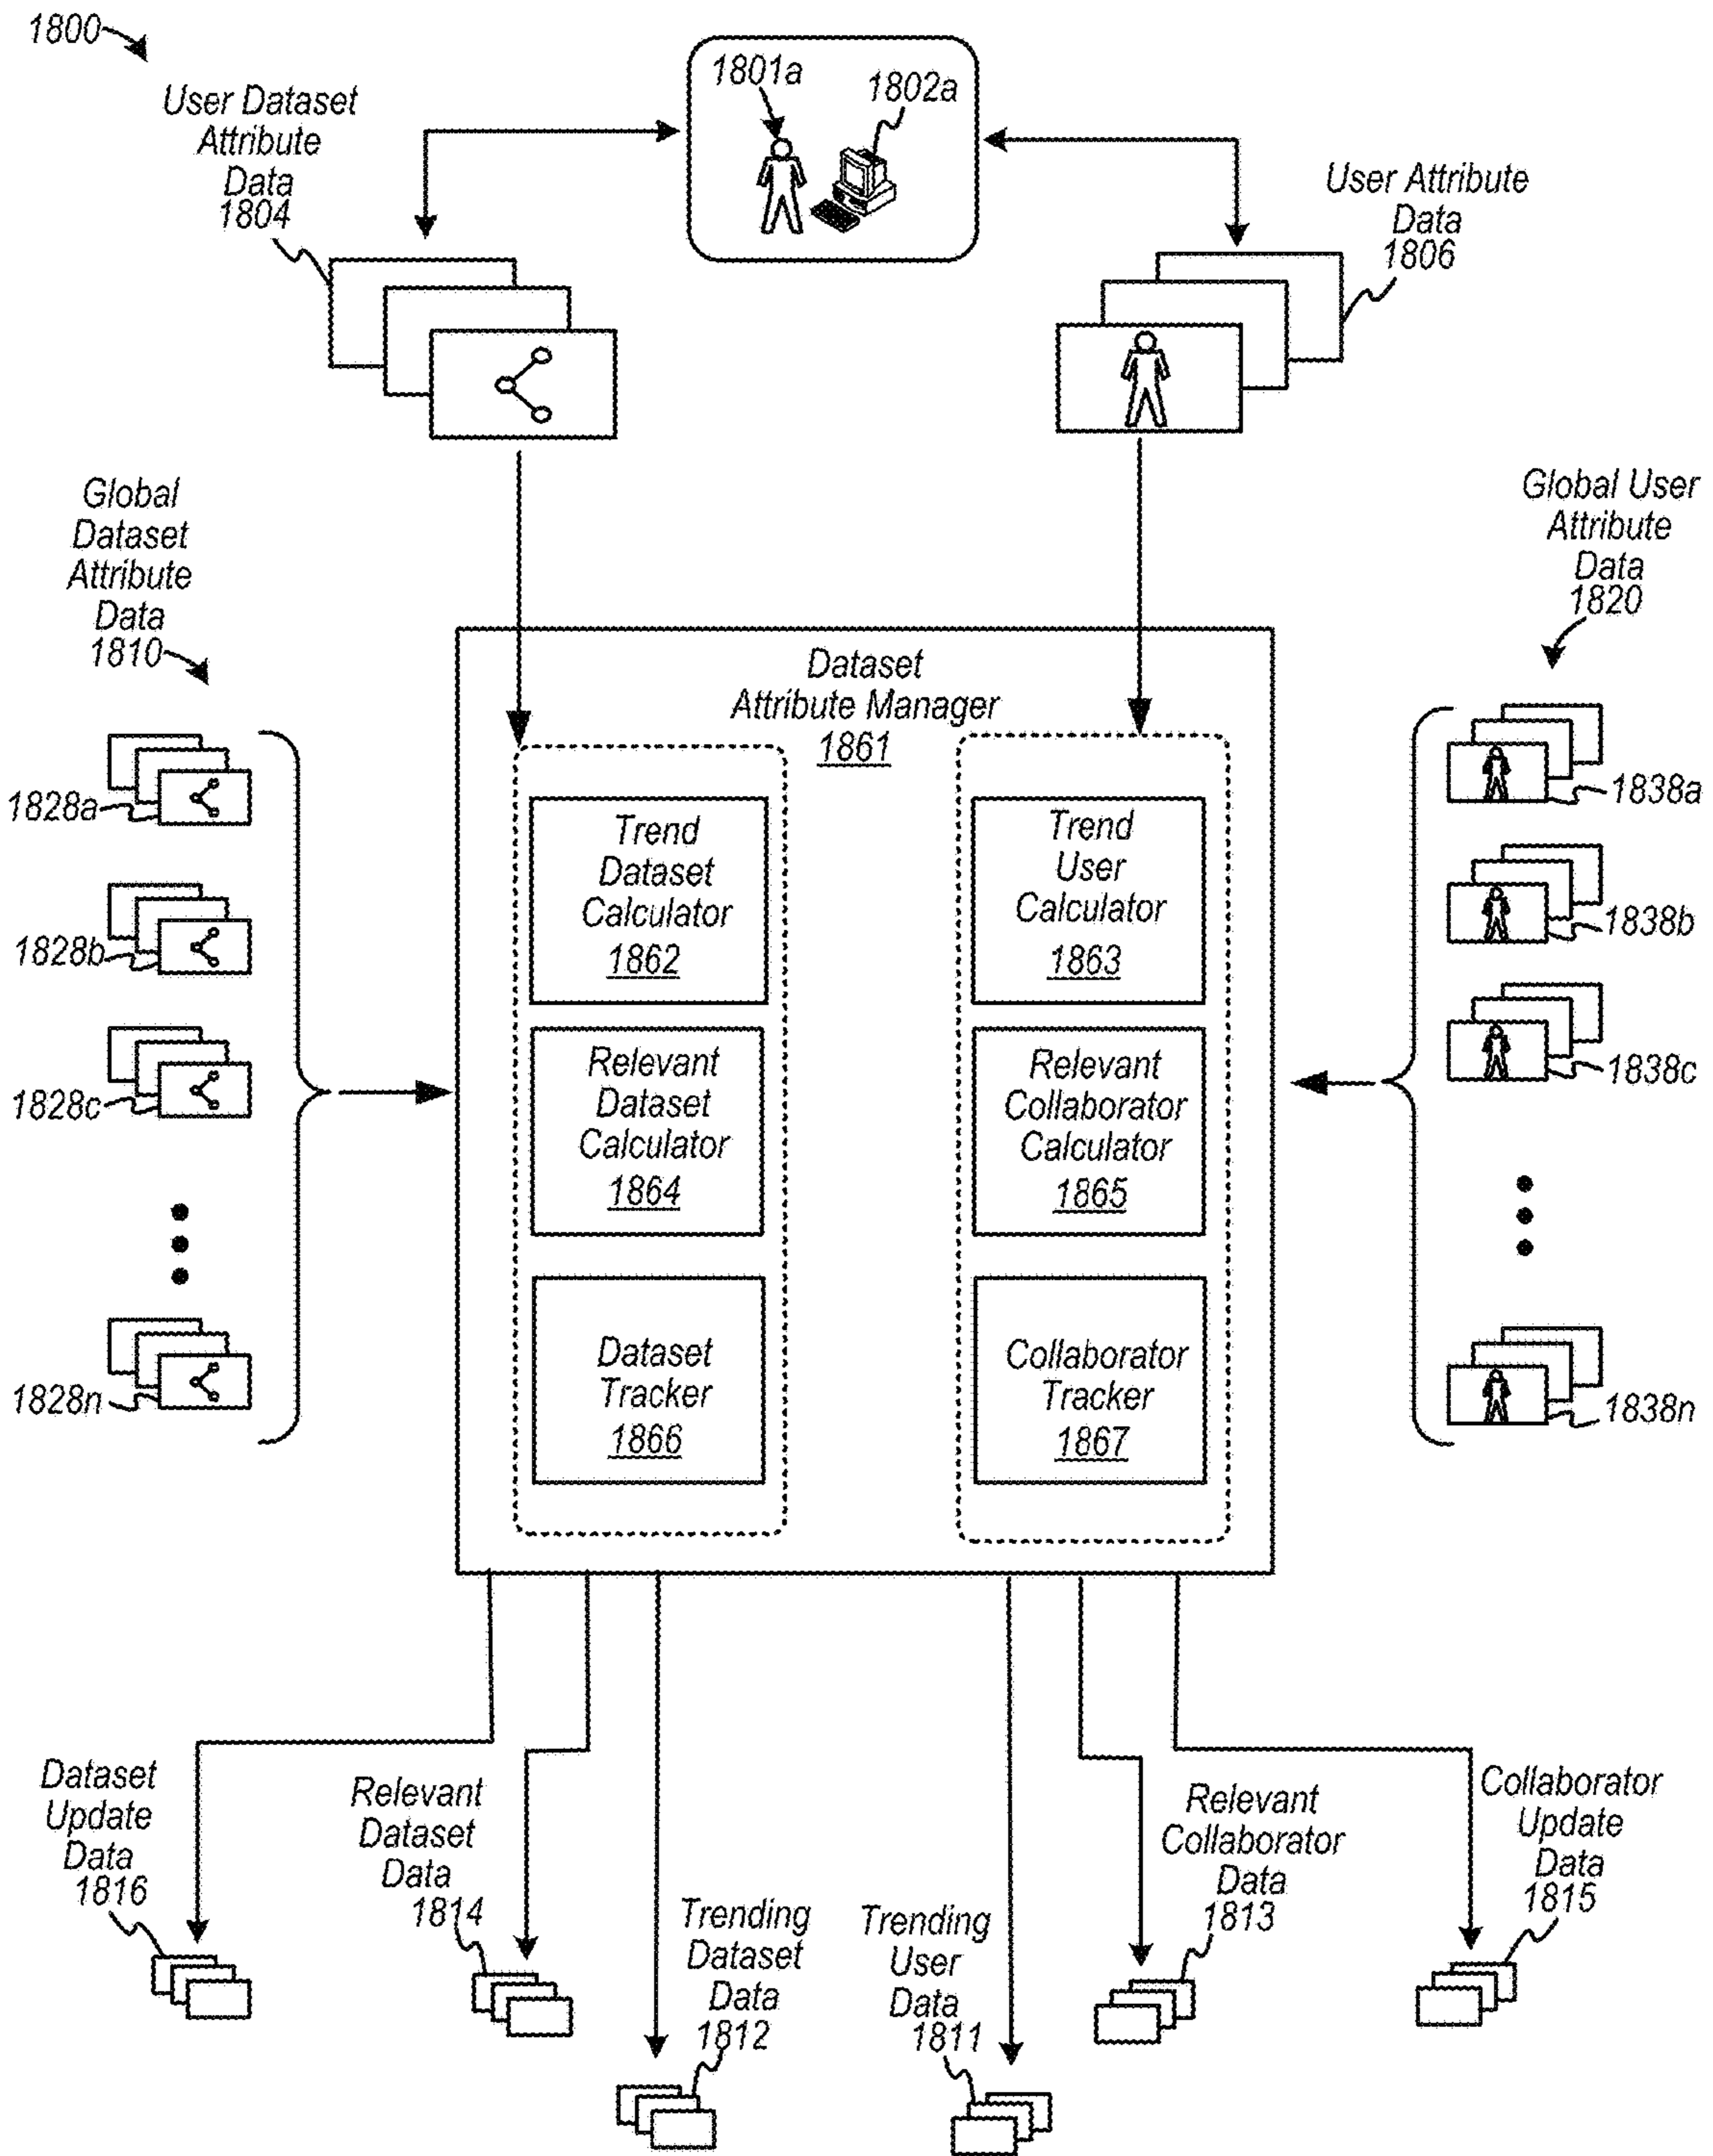 1800
1801a
1802a
User Dataset
Attribute
Data
1804
User Attribute
Data
1806
Global
Dataset
Attribute
Data
1810
Global User
Attribute
Data
1820
Dataset
Attribute Manager
1861
1828a
1828b
1828c
1828n
Trend
Dataset
Calculator
1862
Relevant
Dataset
Calculator
1864
Dataset
Tracker
1866
Trend
User
Calculator
1863
Relevant
Collaborator
Calculator
1865
Collaborator
Tracker
1867
1838a
1838b
1838c
1838n
Dataset
Update
Data
1816
Relevant
Dataset
Data
1814
Trending
Dataset
Data
1812
Trending
User
Data
1811
Relevant
Collaborator
Data
1813
Collaborator
Update
Data
1815